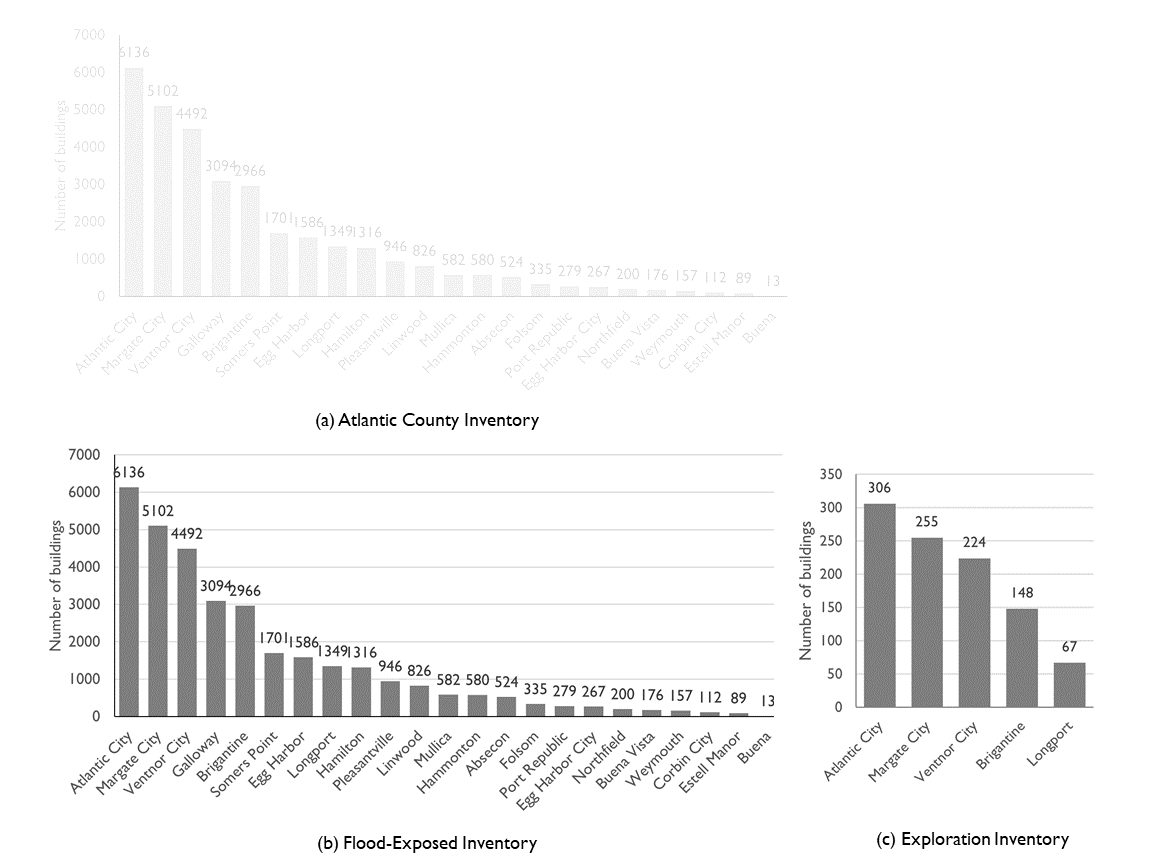 7000
6000
5000
4000
3000
2000
1000
0
Number of buildings
6136
5102
4492
3094
2966
1701
1586
1349
1316
946
826
582
580
524
335
279
267
200
176
157
112
89
13
Atlantic City
Margate City
Ventnor City
Galloway
Brigantine
Somers Point
Egg Harbor
Longport
Hamilton
Pleasantville
Linwood
Mullica
Hammonton
Absecon
Folsom
Port Republic
Egg Harbor City
Northfield
Buena Vista
Weymouth
Corbin City
Estell Manor
Buena
(a) Atlantic County Inventory
7000
6000
5000
4000
3000
2000
1000
0
Number of buildings
6136
5102
4492
3094
2966
1701
1586
1349
1316
946
826
582
580
524
335
279
267
200
176
157
112
89
13
Atlantic City
Margate City
Ventnor City
Galloway
Brigantine
Somers Point
Egg Harbor
Longport
Hamilton
Pleasantville
Linwood
Mullica
Hammonton
Absecon
Folsom
Port Republic
Egg Harbor City
Northfield
Buena Vista
Weymouth
Corbin City
Estell Manor
Buena
(b) Flood-Exposed Inventory
350
300
250
200
150
100
50
0
Number of buildings
306
255
224
148
67
Atlantic City
Margate City
Ventnor City
Brigantine
Longport
(c) Exploration Inventory